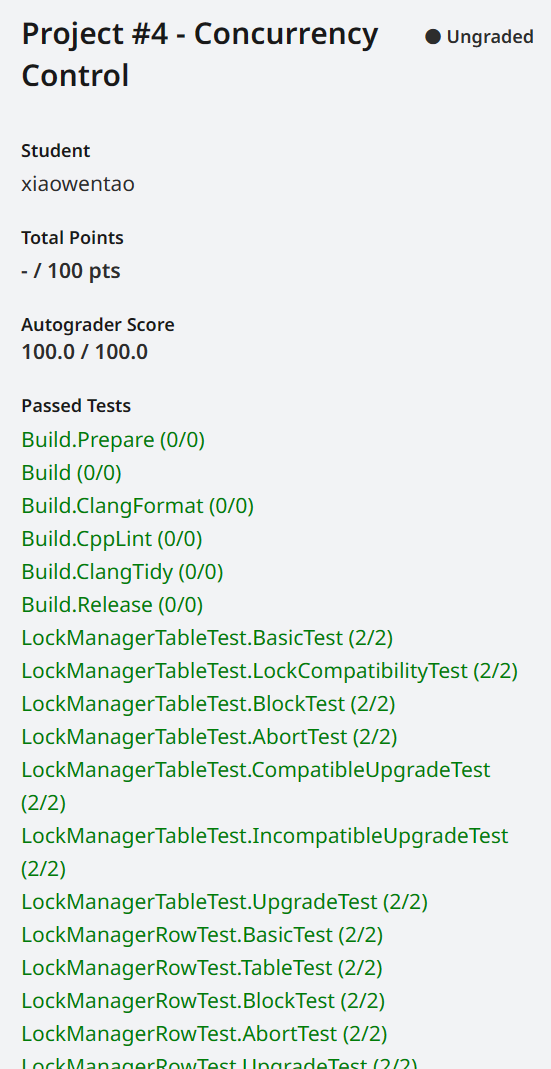 Project #4 - Concurrency
Control
Ungraded
Student
xiaowentao
Total Points
- / 100 pts
Autograder Score
100.0 / 100.0
Passed Tests
Build.Prepare (0/0)
Build (0/0)
Build.ClangFormat (0/0)
Build.CppLint (0/0)
Build.ClangTidy (0/0)
Build.Release (0/0)
LockManagerTableTest.BasicTest (2/2)
LockManagerTableTest.LockCompatibilityTest (2/2)
LockManagerTableTest.BlockTest (2/2)
LockManagerTableTest.AbortTest (2/2)
LockManagerTableTest.CompatibleUpgradeTest
(2/2)
LockManagerTableTest.IncompatibleUpgradeTest
(2/2)
LockManagerTableTest.UpgradeTest (2/2)
LockManagerRowTest.BasicTest (2/2)
LockManagerRowTest.TableTest (2/2)
LockManagerRowTest.BlockTest (2/2)
LockManagerRowTest.AbortTest (2/2)
LockManagerRowTest.UpgradeTest (2/2)